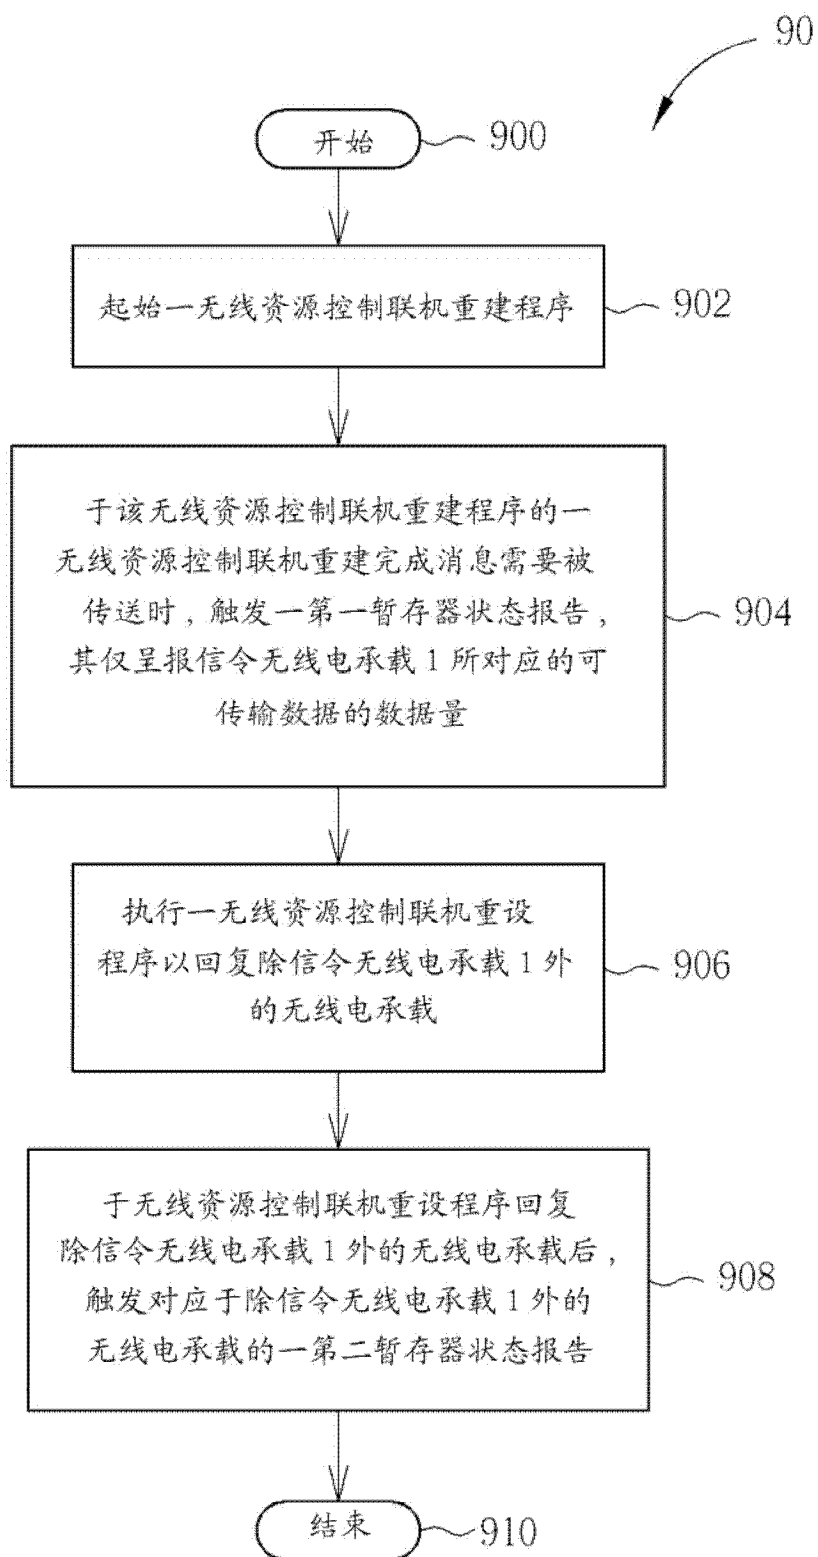 90
开始
900
起始一无线资源控制联机重建程序
902
于该无线资源控制联机重建程序的一
无线资源控制联机重建完成消息需要被
传送时,触发一第一暂存器状态报告,
其仅呈报信令无线电承载1所对应的可
传输数据的数据量
904
执行一无线资源控制联机重设
程序以回复除信令无线电承载1外
的无线电承载
906
于无线资源控制联机重设程序回复
除信令无线电承载1外的无线电承载后,
触发对应于除信令无线电承载1外的
无线电承载的一第二暂存器状态报告
908
结束
910